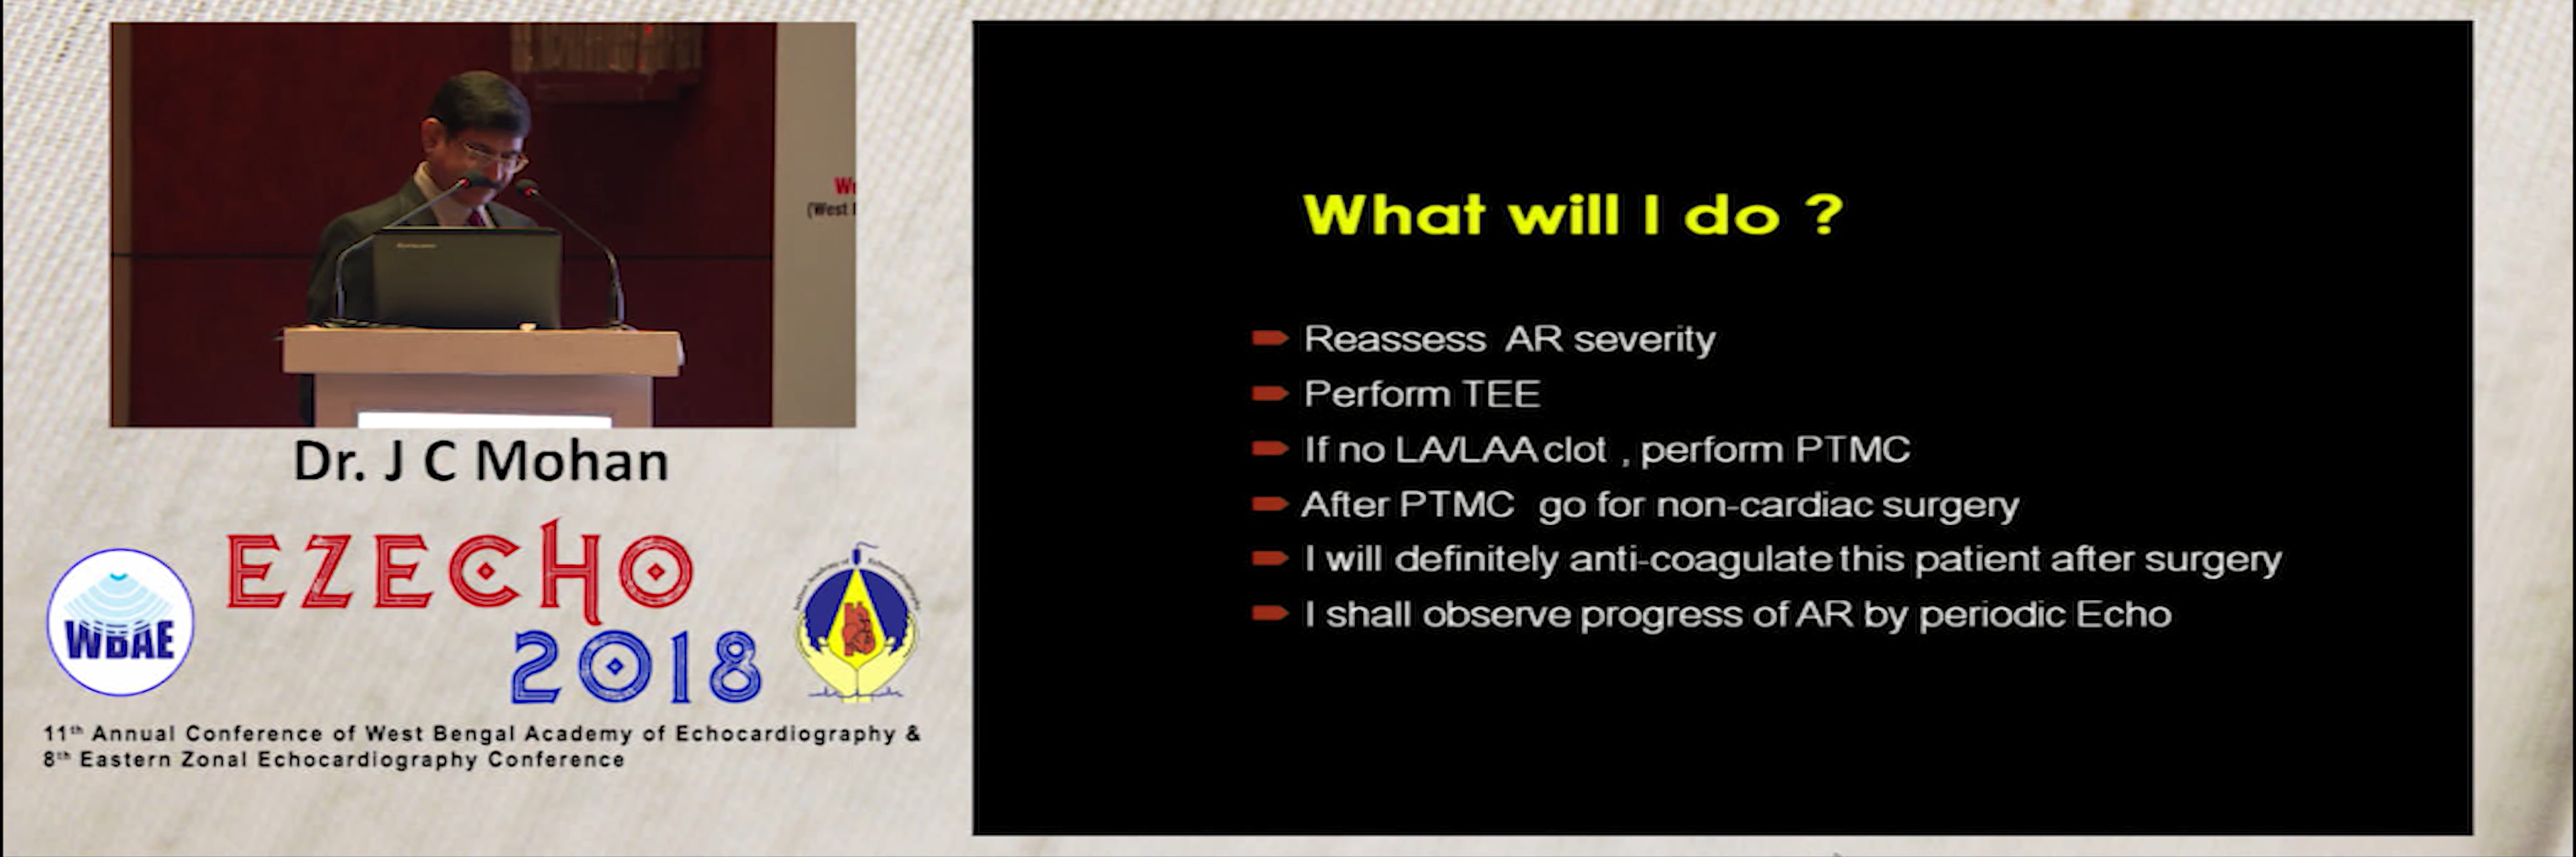 Wo
(West B
Dr. J C Mohan
EZECHO
2018
WBAE
11th Annual Conference of West Bengal Academy of Echocardiography &
8th Eastern Zonal Echocardiography Conference
What will I do ?
Reassess AR severity
Perform TEE
If no LA/LAA clot , perform PTMC
After PTMC go for non-cardiac surgery
I will definitely anti-coagulate this patient after surgery
I shall observe progress of AR by periodic Echo